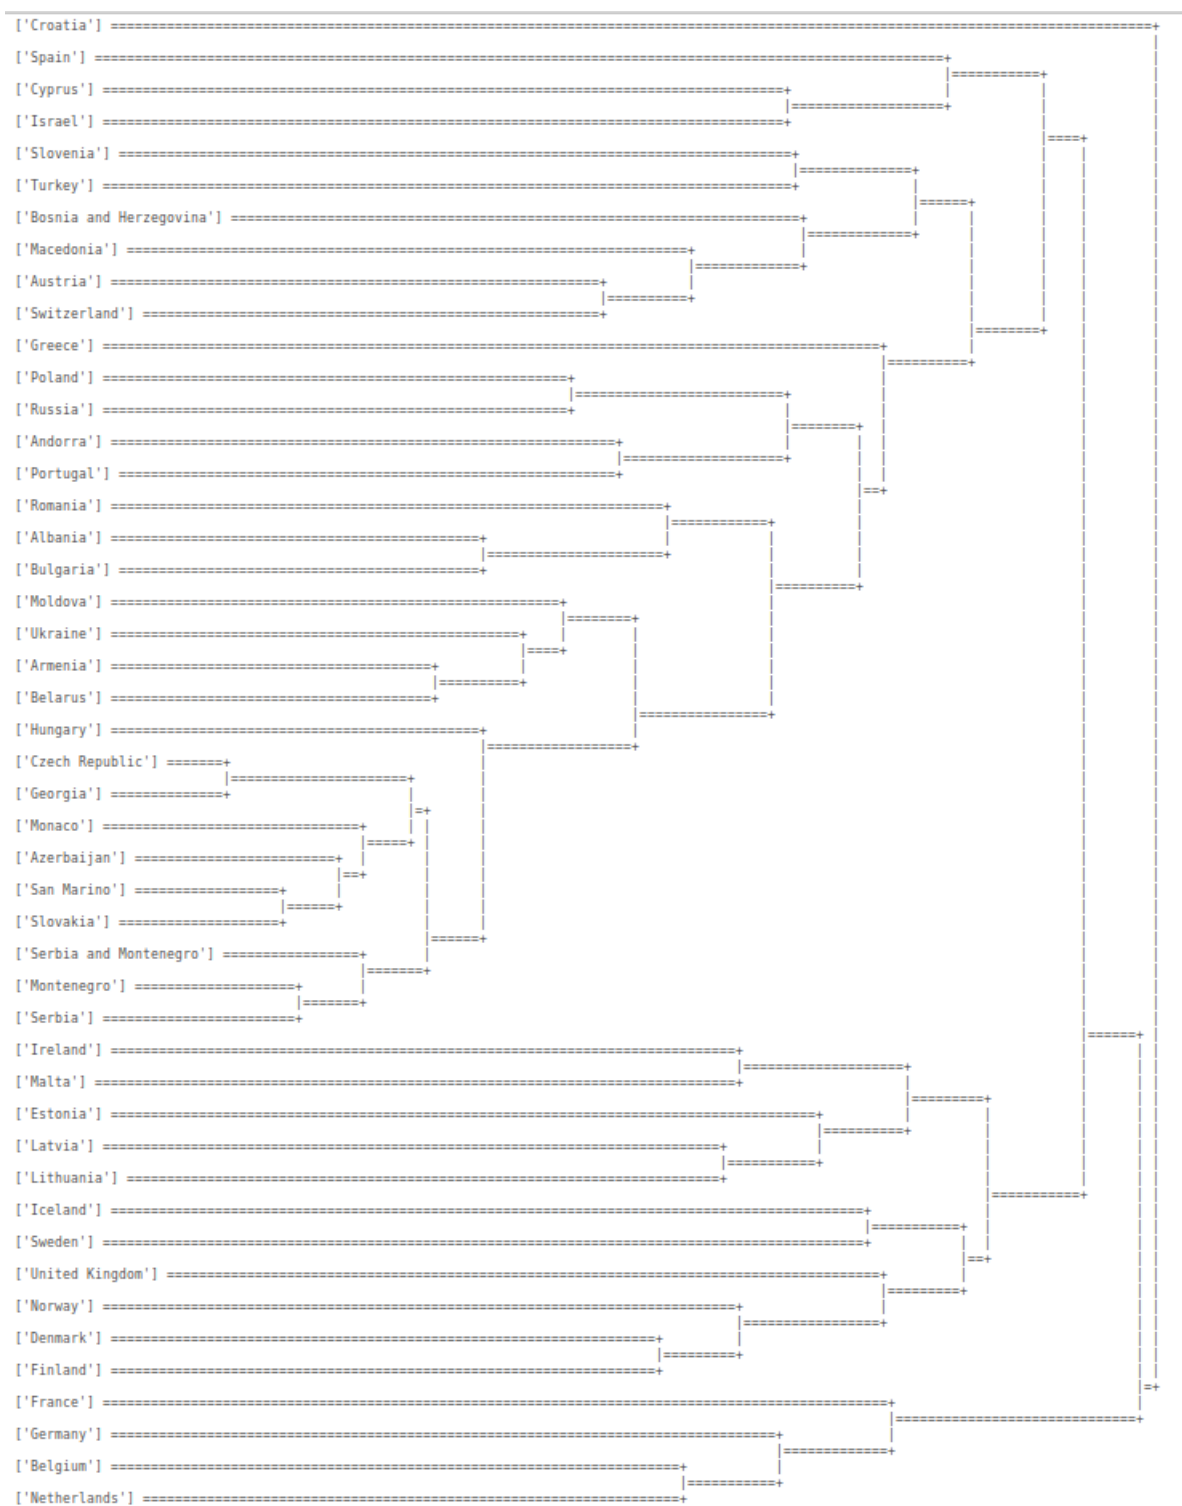 ['Croatia']
['Spain']
['Cyprus']
['Israel']
['Slovenia']
['Turkey']
['Bosnia and Herzegovina']
['Macedonia']
['Austria']
['Switzerland']
['Greece']
['Poland']
['Russia']
['Andorra']
['Portugal']
['Romania']
['Albania']
['Bulgaria']
['Moldova']
['Ukraine']
['Armenia']
['Belarus']
['Hungary']
['Czech Republic']
['Georgia']
['Monaco']
['Azerbaijan']
['San Marino']
['Slovakia']
['Serbia and Montenegro']
['Montenegro']
['Serbia']
['Ireland']
['Malta']
['Estonia']
['Latvia']
['Lithuania']
['Iceland']
['Sweden']
['United Kingdom']
['Norway']
['Denmark']
['Finland']
['France']
['Germany']
['Belgium']
['Netherlands']